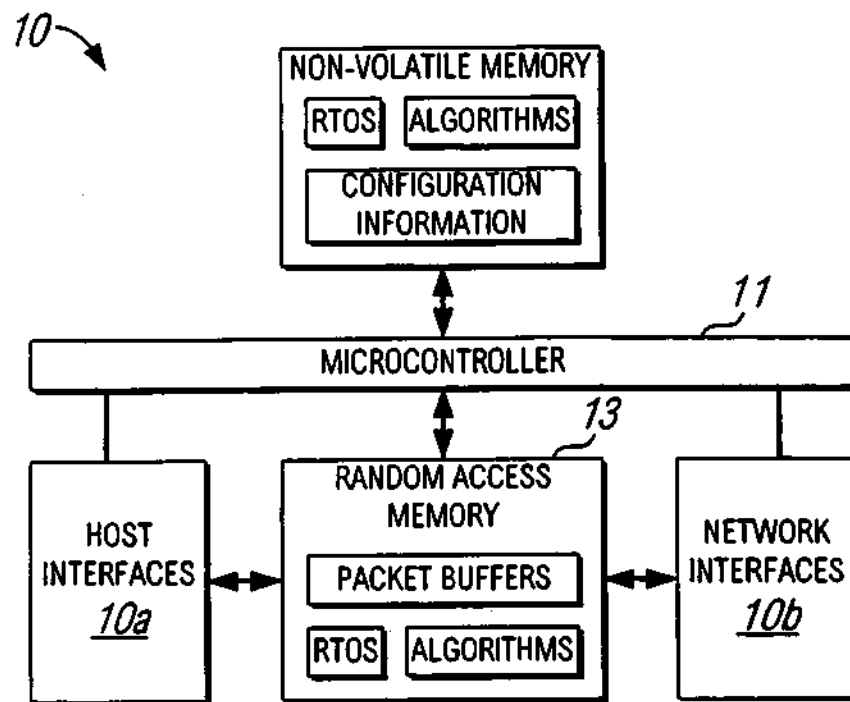 10
NON-VOLATILE MEMORY
RTOS
ALGORITHMS
CONFIGURATION
INFORMATION
11
MICROCONTROLLER
13
HOST
INTERFACES
10a
RANDOM ACCESS
MEMORY
PACKET BUFFERS
RTOS
ALGORITHMS
NETWORK
INTERFACES
10b